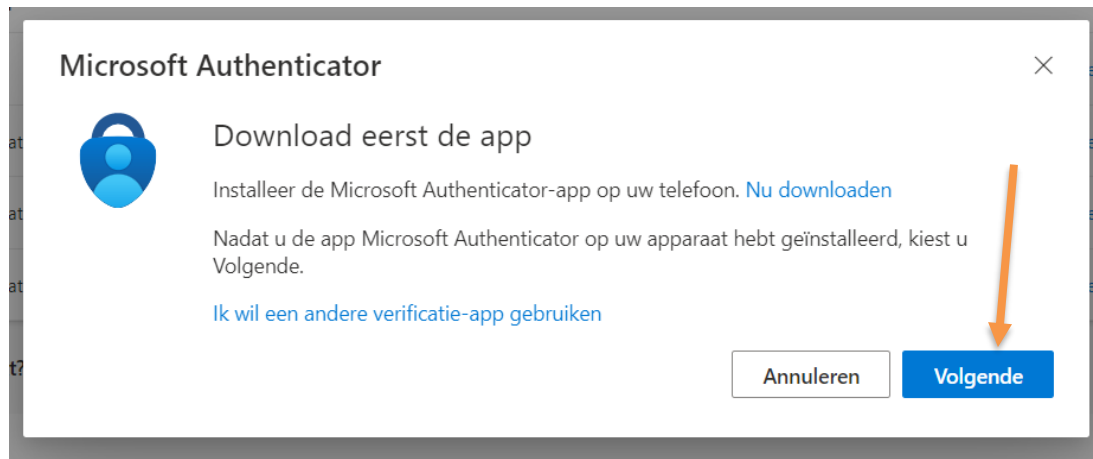 Microsoft Authenticator
Download eerst de app
Installeer de Microsoft Authenticator-app op uw telefoon. Nu downloaden
Nadat u de app Microsoft Authenticator op uw apparaat hebt geïnstalleerd, kiest u
Volgende.
Ik wil een andere verificatie-app gebruiken
Annuleren Volgende